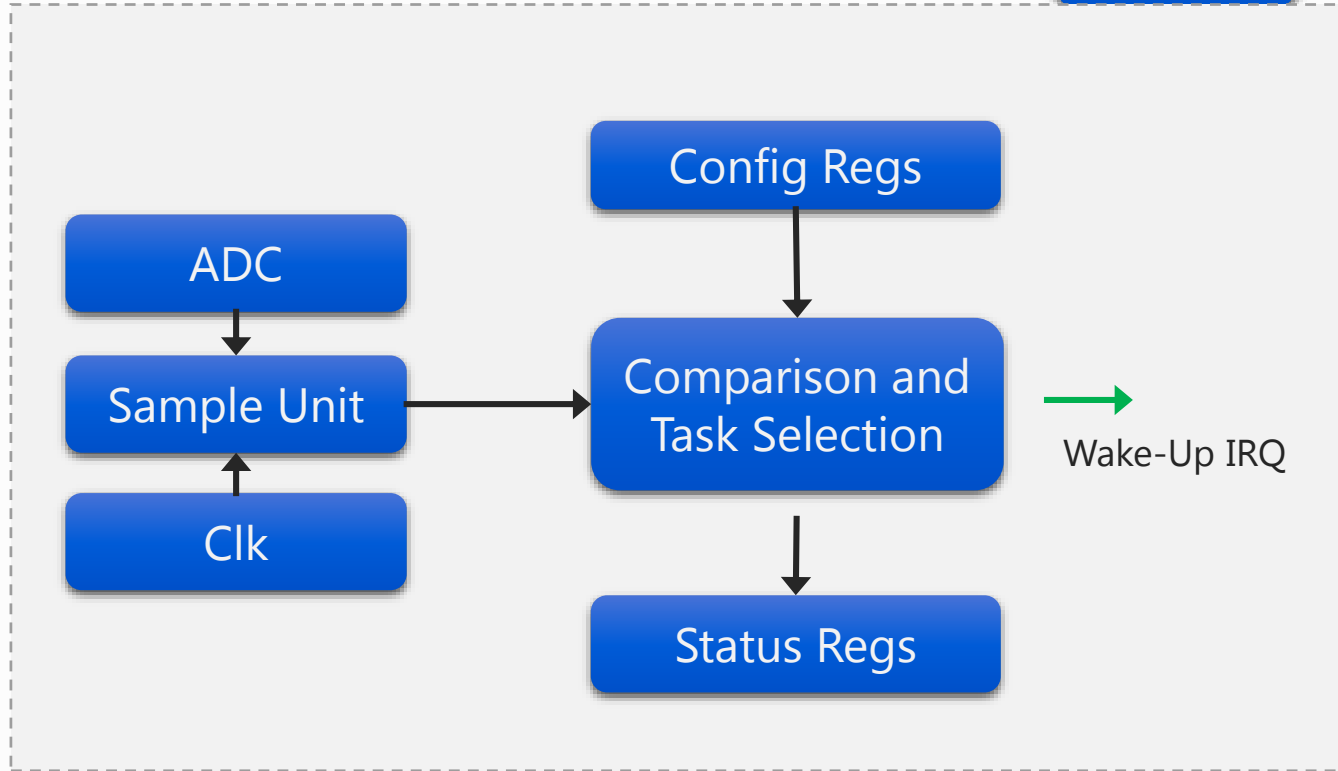 Config Regs
ADC
Sample Unit
Clk
Comparison and
Task Selection
Wake-Up IRQ
Status Regs